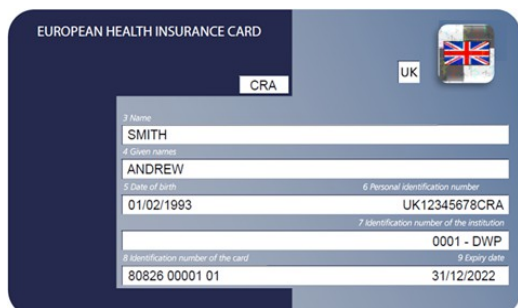 EUROPEAN HEALTH INSURANCE CARD
CRA
UK
3 Name
SMITH
4 Given names
ANDREW
5 Date of birth 6 Personal identification number
01/02/1993 UK12345678CRA
7 Identification number of the institution
0001 - DWP
8 Identification number of the card 9 Expiry date
80826 00001 01 31/12/2022